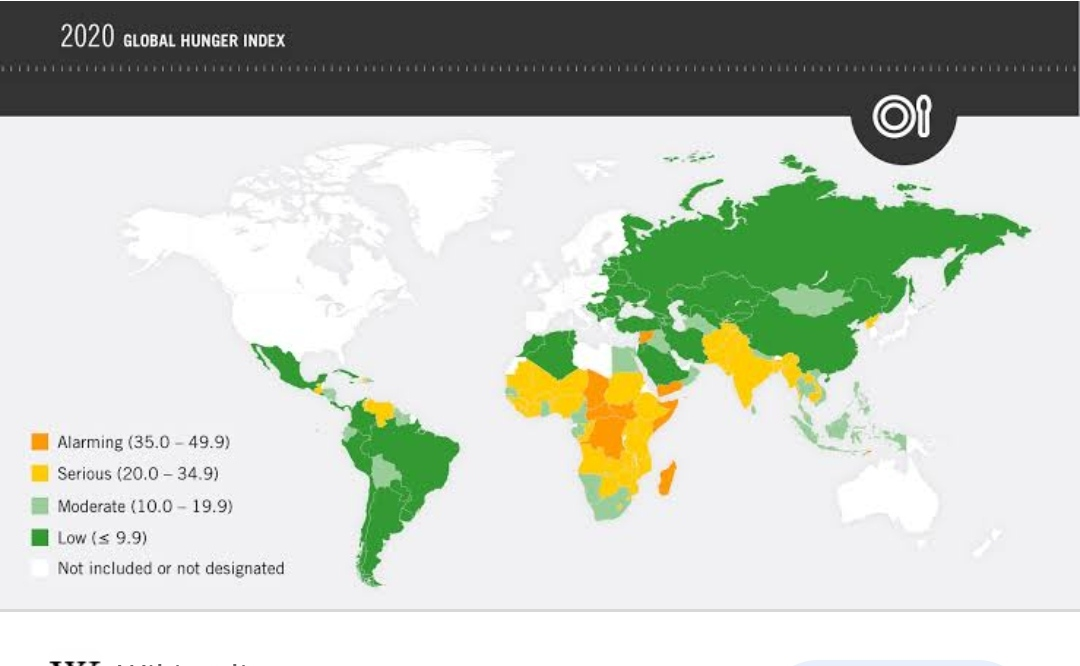 2020 GLOBAL HUNGER INDEX
Alarming (35.0 – 49.9)
Serious (20.0 – 34.9)
Moderate (10.0 – 19.9)
Low (≤ 9.9)
Not included or not designated